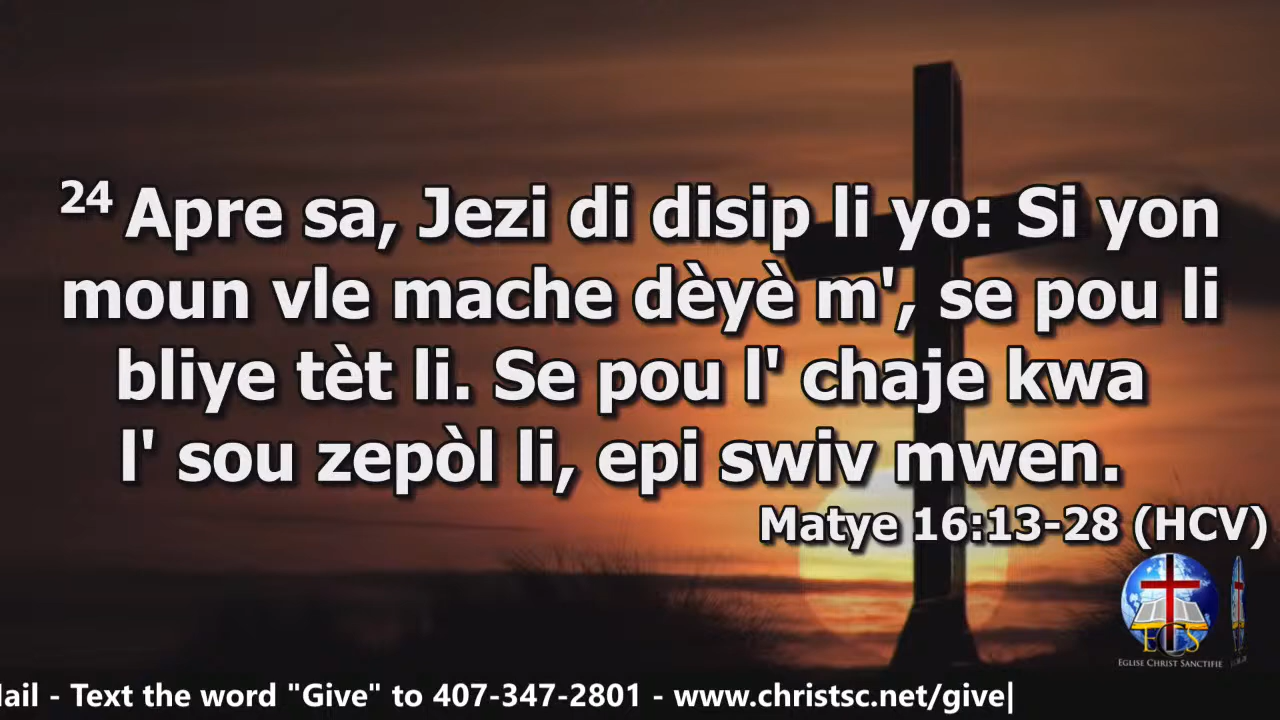 24 Apre sa, Jezi di disip li yo: Si yon
moun vle mache dèyè m', se pou li
bliye tèt li. Se pou l' chaje kwa
l' sou zepòl li, epi swiv mwen.
Matye 16:13-28 (HCV)
ECS
EGLISE CHRIST SANCTIFIE
ail - Text the word "Give" to 407-347-2801 - www.christsc.net/give|